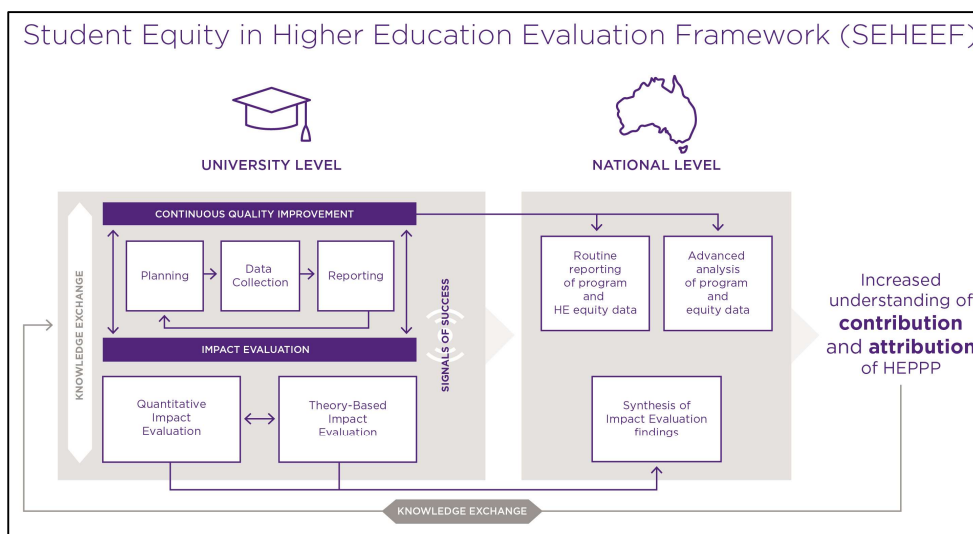 Student Equity in Higher Education Evaluation Framework (SEHEEF)
UNIVERSITY LEVEL
NATIONAL LEVEL
KNOWLEDGE EXCHANGE
CONTINUOUS QUALITY IMPROVEMENT
Planning
Data
Collection
Reporting
IMPACT EVALUATION
Quantitative
Impact
Evaluation
Theory-Based
Impact
Evaluation
SIGNALS OF SUCCESS
Routine
reporting
of program
and
HE equity data
Advanced
analysis
of program
and
equity data
Synthesis of
Impact Evaluation
findings
Increased
understanding of
contribution
and attribution
of HEPPP
KNOWLEDGE EXCHANGE